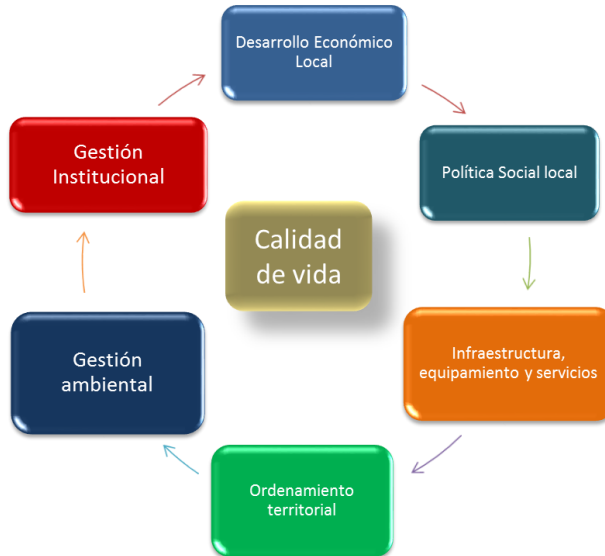 Desarrollo Económico
Local
Política Social local
Infraestructura,
equipamiento y servicios
Ordenamiento
territorial
Gestión
ambiental
Gestión
Institucional
Calidad
de vida